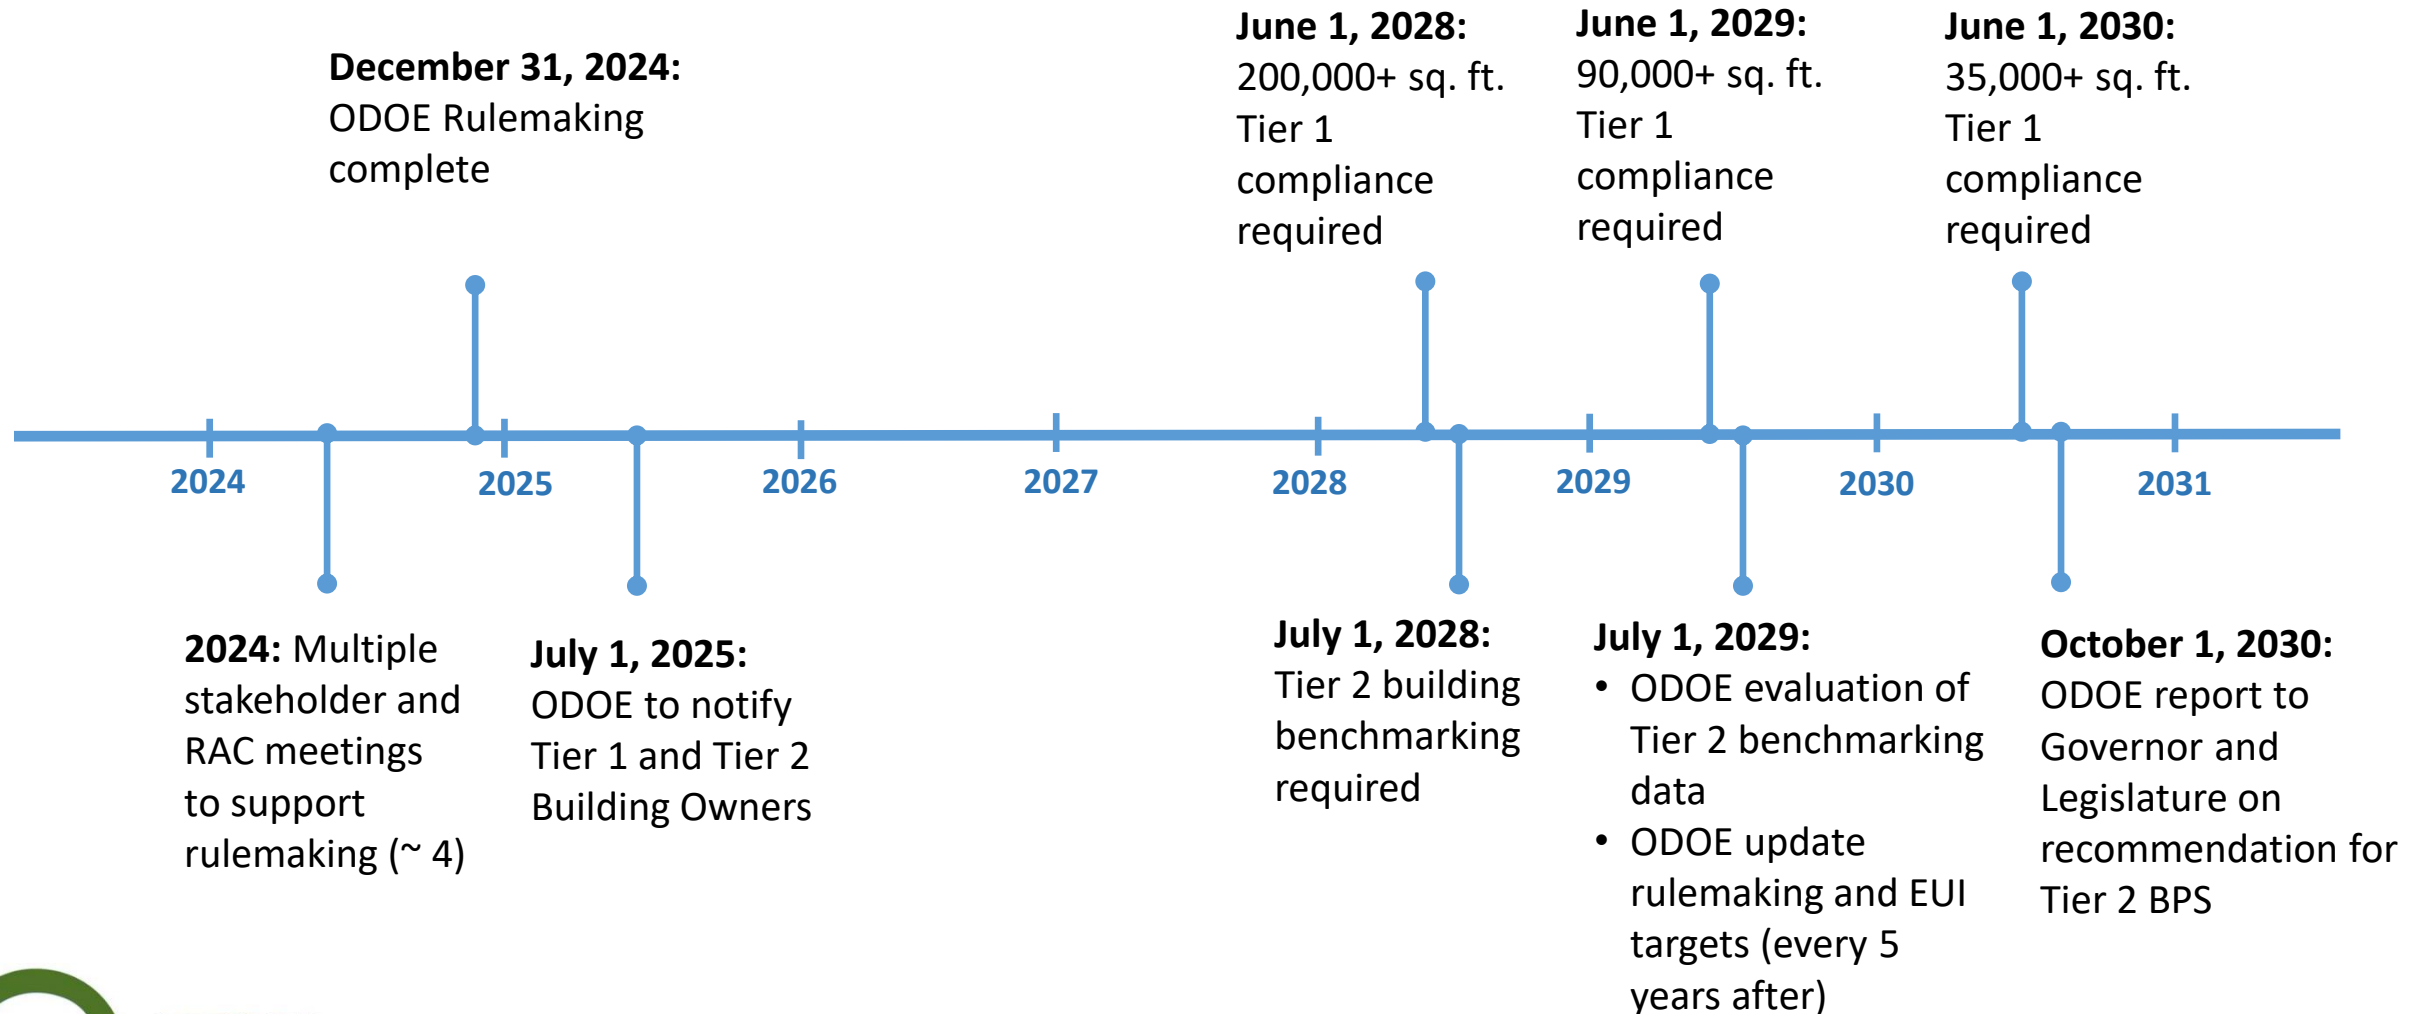 December 31, 2024:
ODOE Rulemaking
complete
June 1, 2028:
200,000+ sq. ft.
Tier 1
compliance
required
June 1, 2029:
90,000+ sq. ft.
Tier 1
compliance
required
June 1, 2030:
35,000+ sq. ft.
Tier 1
compliance
required
2024
2025
2026
2027
2028
2029
2030
2031
2024: Multiple
stakeholder and
RAC meetings
to support
rulemaking (~ 4)
July 1, 2025:
ODOE to notify
Tier 1 and Tier 2
Building Owners
July 1, 2028:
Tier 2 building
benchmarking
required
July 1, 2029:
• ODOE evaluation of
Tier 2 benchmarking
data
• ODOE update
rulemaking and EUI
targets (every 5
years after)
October 1, 2030:
ODOE report to
Governor and
Legislature on
recommendation for
Tier 2 BPS